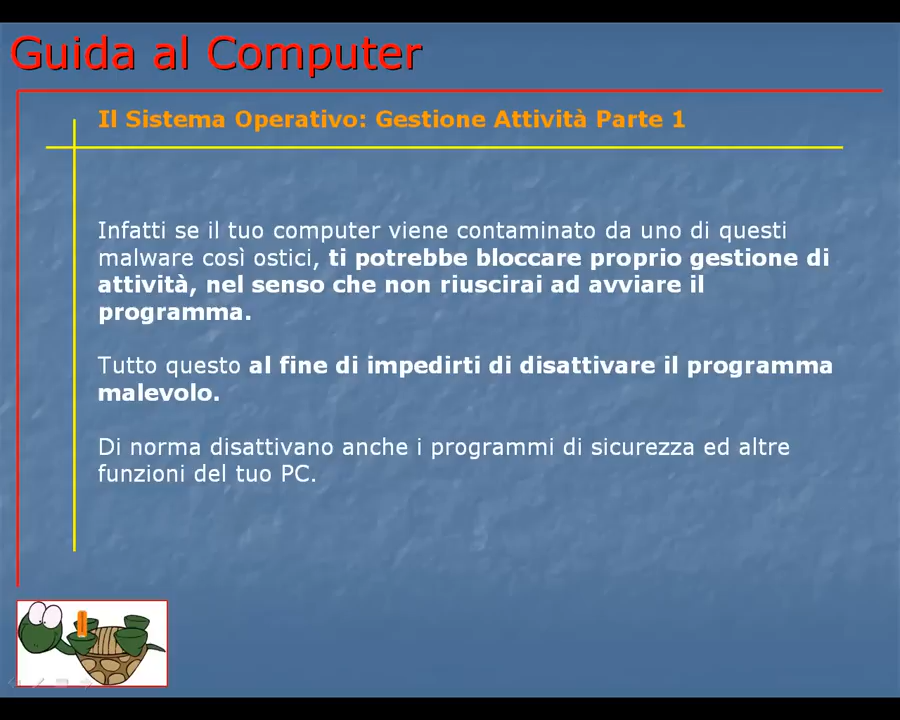 Guida al Computer
Il Sistema Operativo: Gestione Attività Parte 1
Infatti se il tuo computer viene contaminato da uno di questi
malware così ostici, ti potrebbe bloccare proprio gestione di
attività, nel senso che non riuscirai ad avviare il
programma.
Tutto questo al fine di impedirti di disattivare il programma
malevolo.
Di norma disattivano anche i programmi di sicurezza ed altre
funzioni del tuo PC.